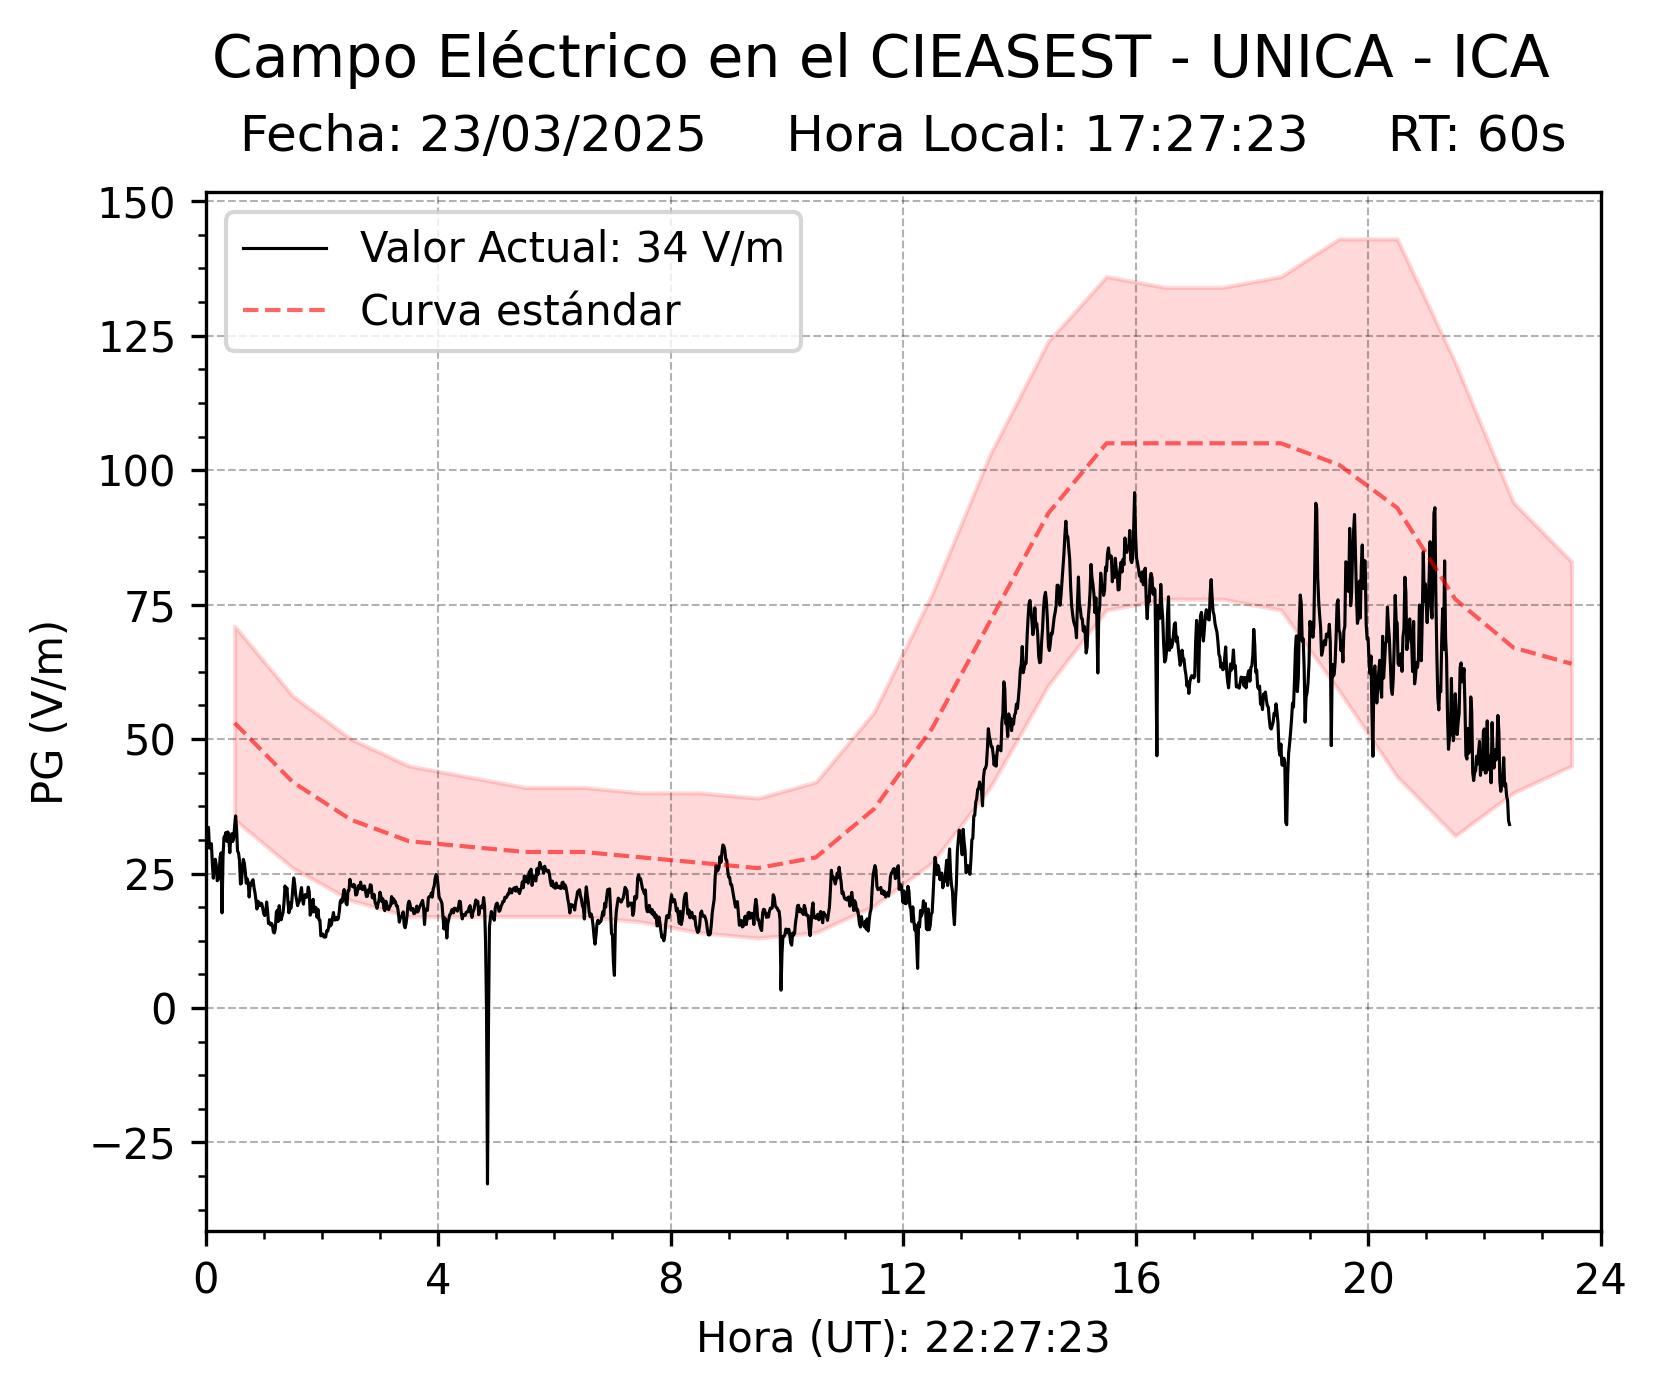 Campo Eléctrico en el CIEASEST - UNICA - ICA
Fecha: 23/03/2025 Hora Local: 17:27:23 RT: 60s
Valor Actual: 34 V/m
Curva estándar
150
125
100
75
50
25
0
−25
PG (V/m)
0 4 8 12 16 20 24
Hora (UT): 22:27:23